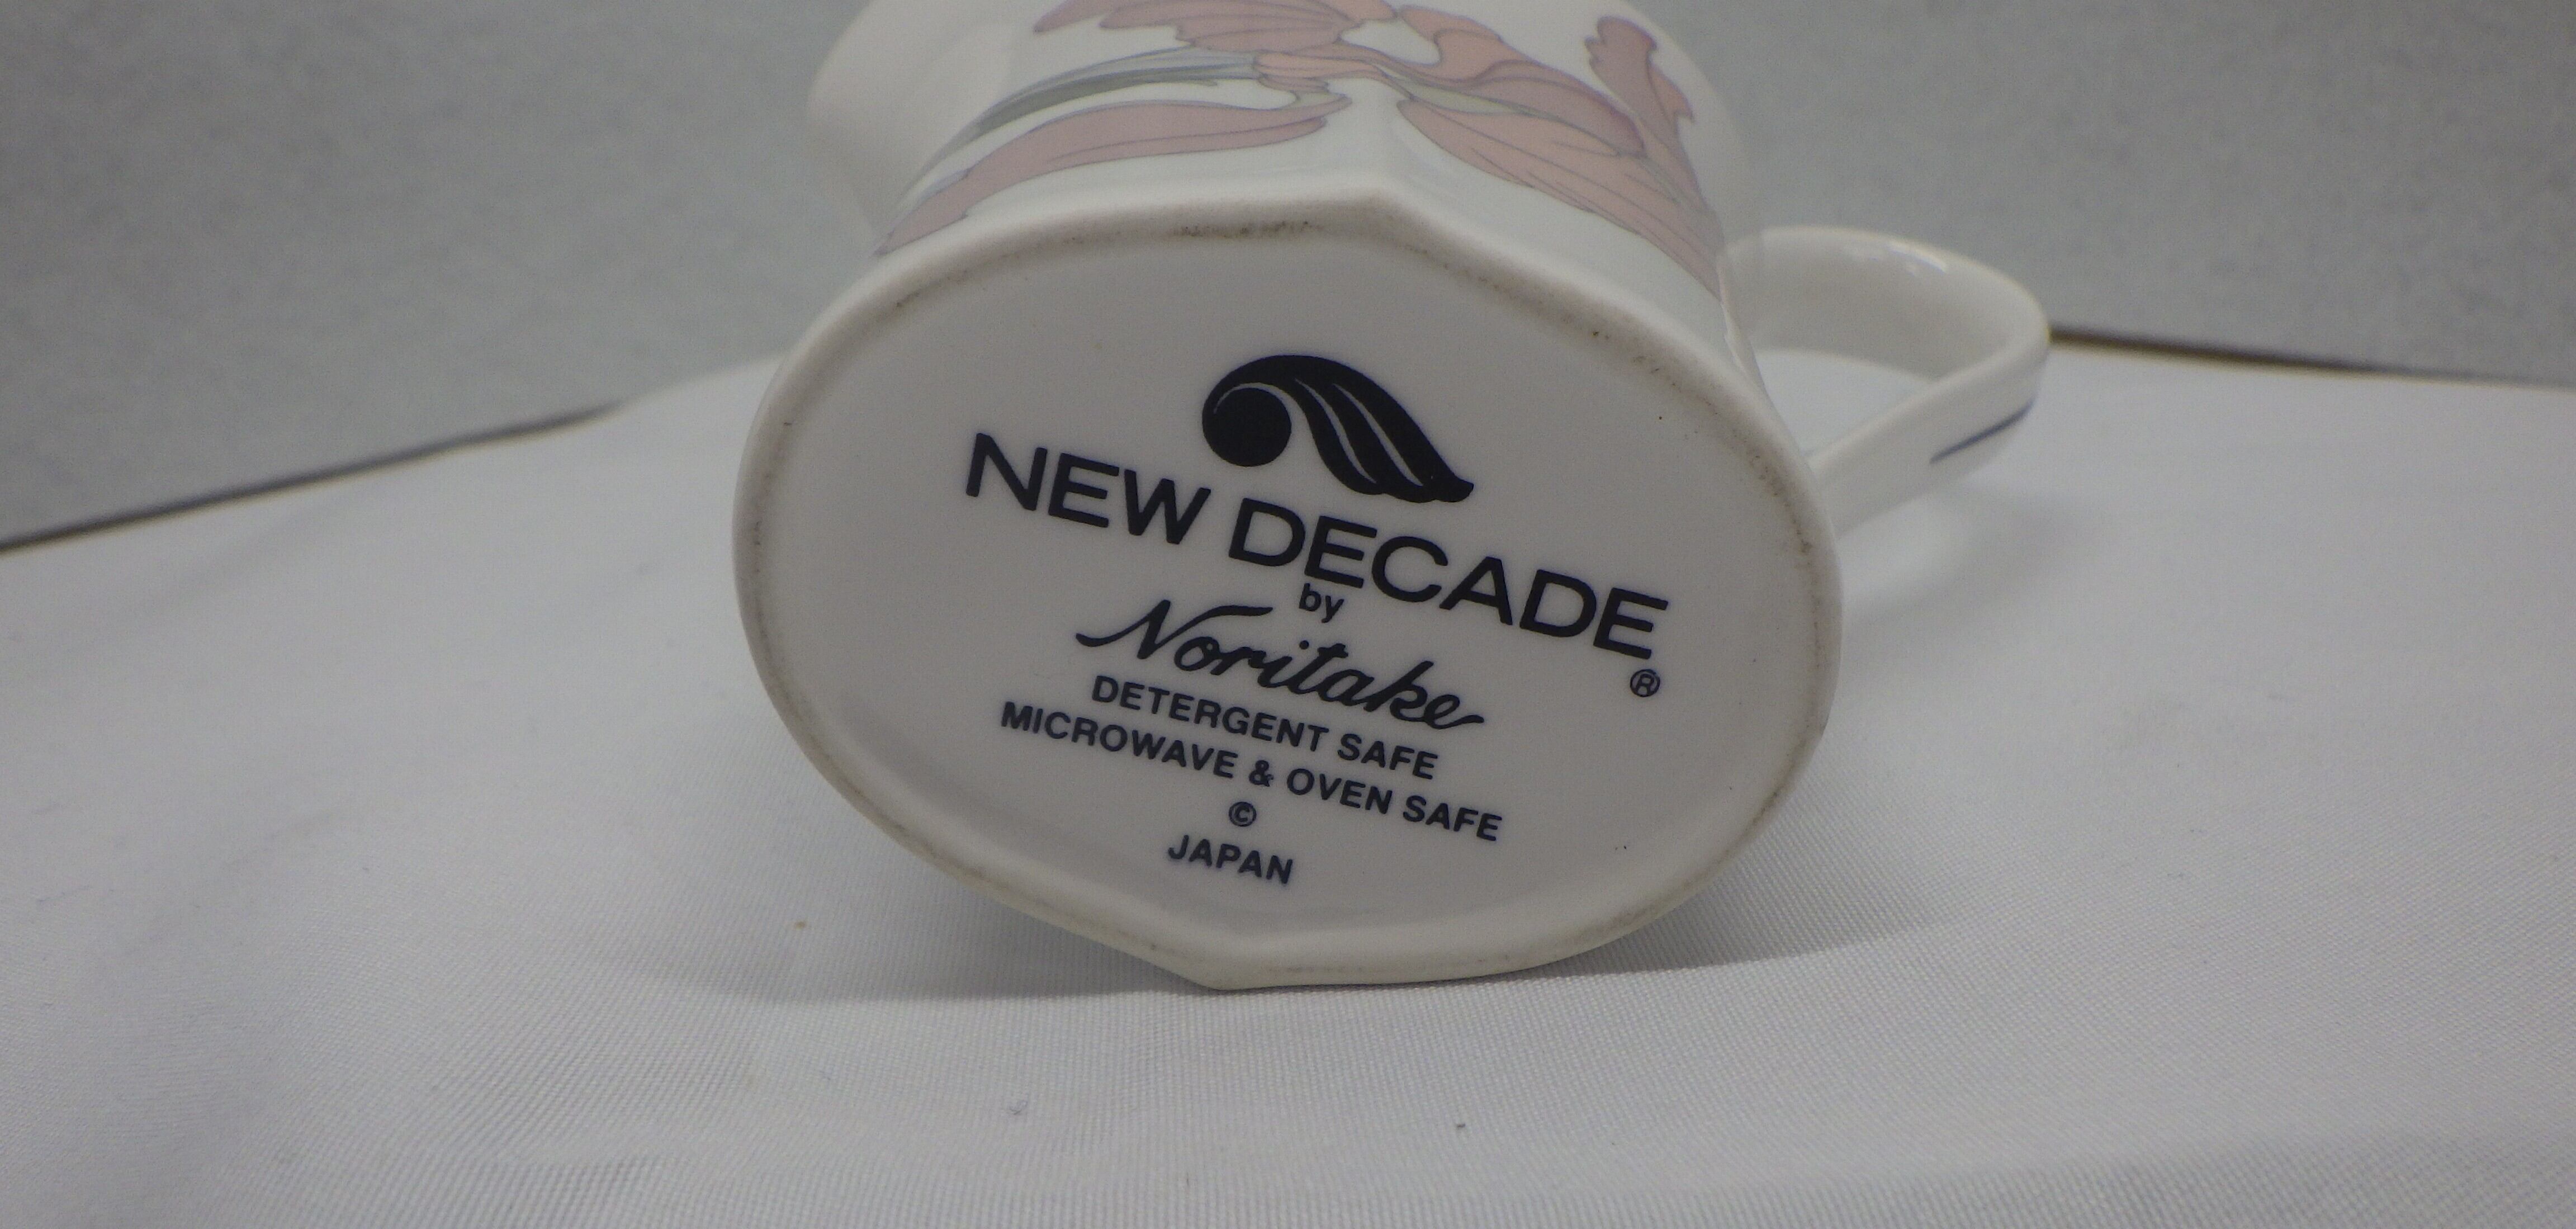 NEW DECADE
by
Noritake ®
DETERGENT SAFE
MICROWAVE & OVEN SAFE
©
JAPAN